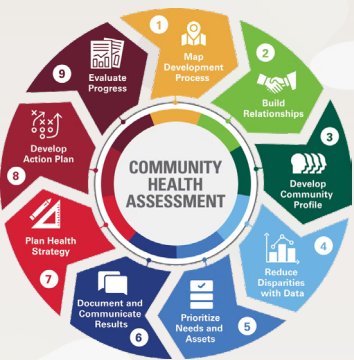 1
Map
Development
Process
2
Build
Relationships
3
Develop
Community
Profile
4
Reduce
Disparities
with Data
5
Prioritize
Needs and
Assets
6
Document and
Communicate
Results
7
Plan Health
Strategy
8
Develop
Action Plan
9
Evaluate
Progress
COMMUNITY
HEALTH
ASSESSMENT